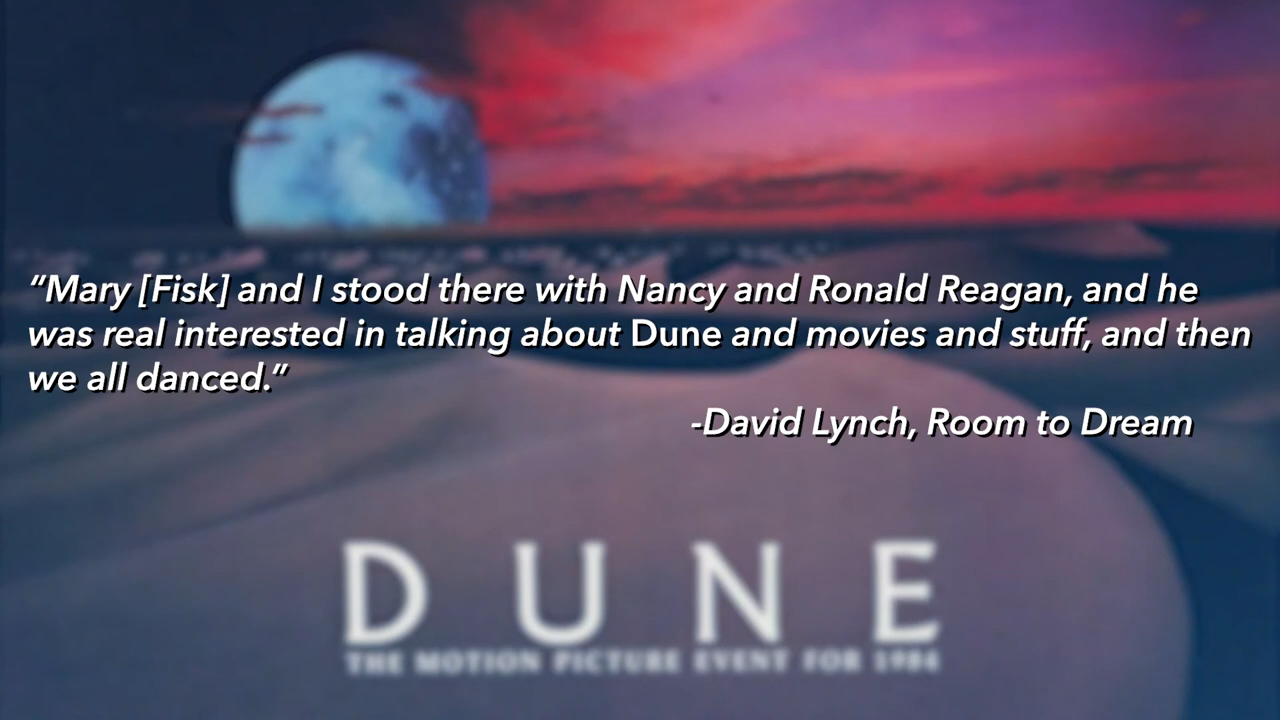 “Mary [Fisk] and I stood there with Nancy and Ronald Reagan, and he
was real interested in talking about Dune and movies and stuff, and then
we all danced.”
-David Lynch, Room to Dream
DUNE
THE MOTION PICTURE EVENT FOR 1984